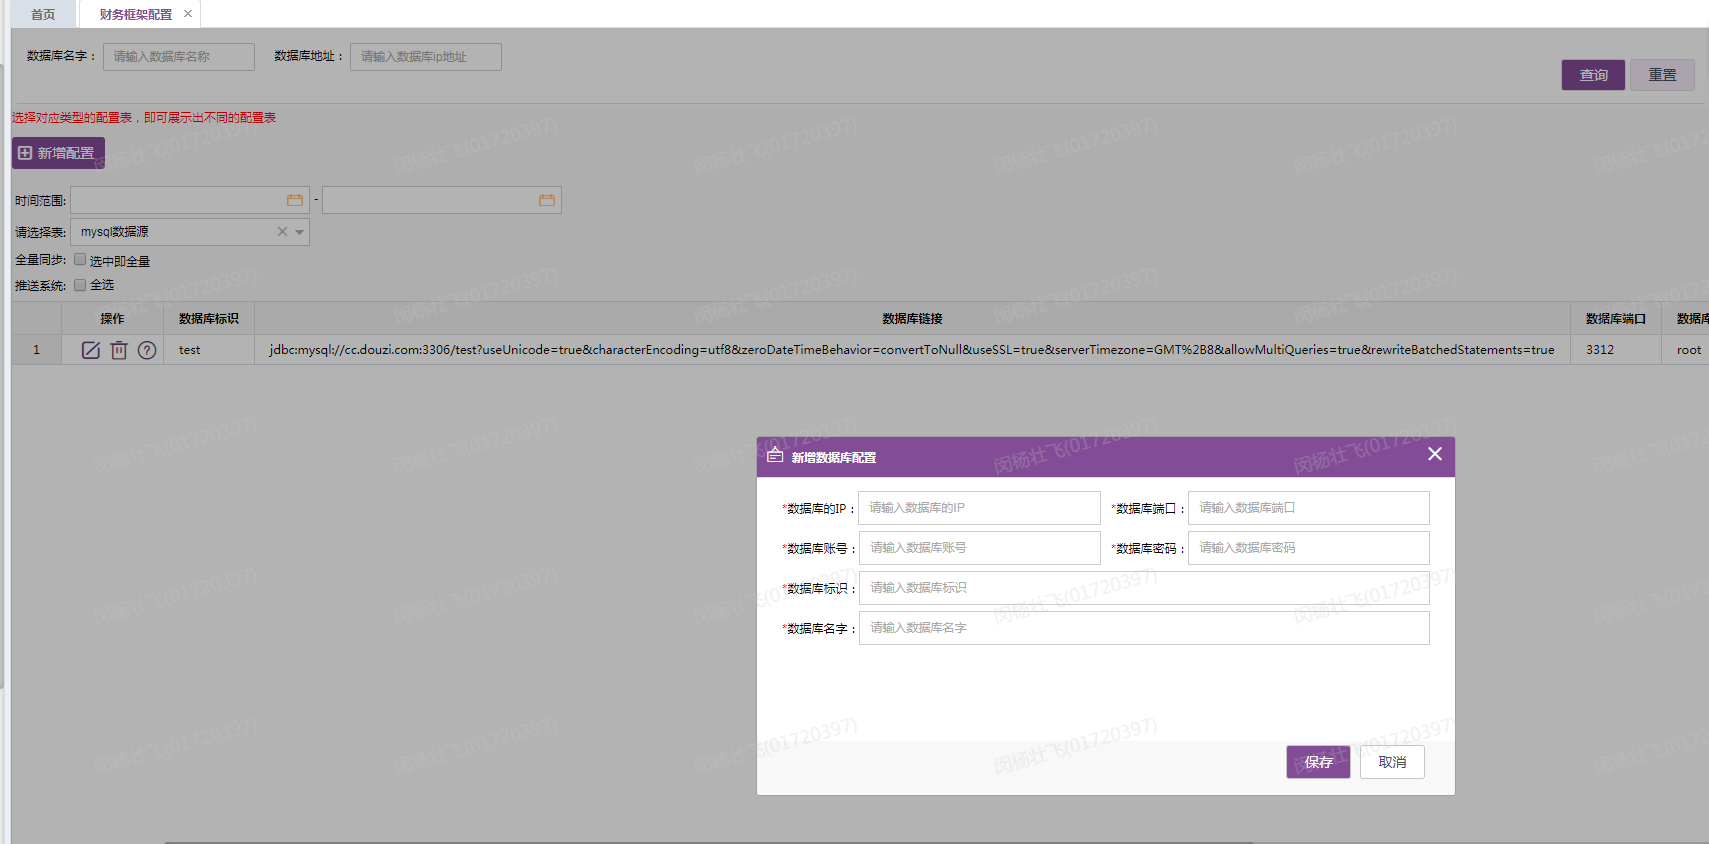 首页
财务框架配置
数据库名字：
请输入数据库名称
数据库地址：
请输入数据库ip地址
查询
重置
选择对应类型的配置表，即可展示出不同的配置表
新增配置
时间范围:
-
请选择表:
mysql数据源
全量同步:
选中即全量
推送系统:
全选
操作
数据库标识
数据库链接
数据库端口
数据库
1
test
jdbc:mysql://cc.douzi.com:3306/test?useUnicode=true&characterEncoding=utf8&zeroDateTimeBehavior=convertToNull&useSSL=true&serverTimezone=GMT%2B8&allowMultiQueries=true&rewriteBatchedStatements=true
3312
root
新增数据库配置
*数据库的IP：
请输入数据库的IP
*数据库端口：
请输入数据库端口
*数据库账号：
请输入数据库账号
*数据库密码：
请输入数据库密码
*数据库标识：
请输入数据库标识
*数据库名字：
请输入数据库名字
保存
取消
闵杨壮飞(01720397)